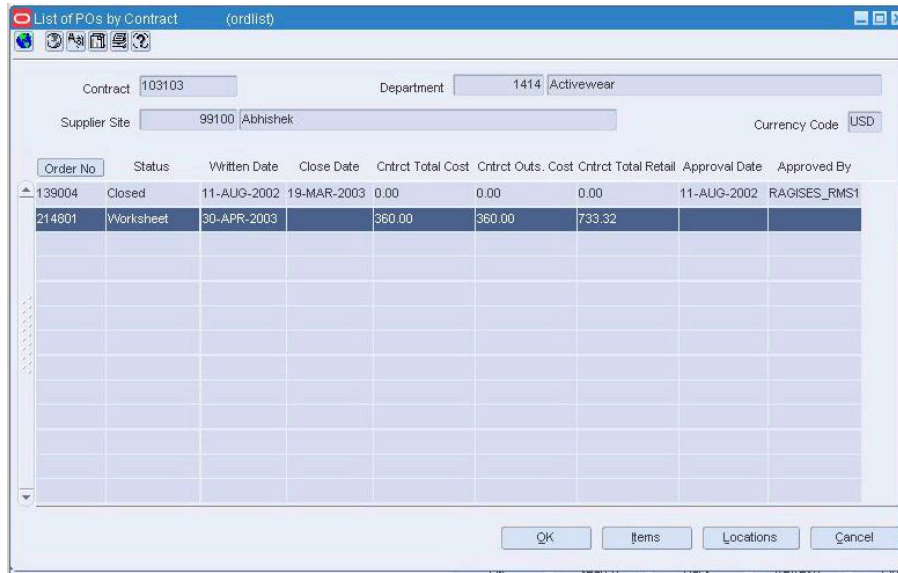 List of POs by Contract (ordlist)
Contract 103103 Department 1414 Activewear
Supplier Site 99100 Abhishek Currency Code USD
Order No Status Written Date Close Date Cntrct Total Cost Cntrct Outs. Cost Cntrct Total Retail Approval Date Approved By
139004 Closed 11-AUG-2002 19-MAR-2003 0.00 0.00 0.00 11-AUG-2002 RAGISES_RMS1
214801 Worksheet 30-APR-2003 360.00 360.00 733.32
OK Items Locations Cancel